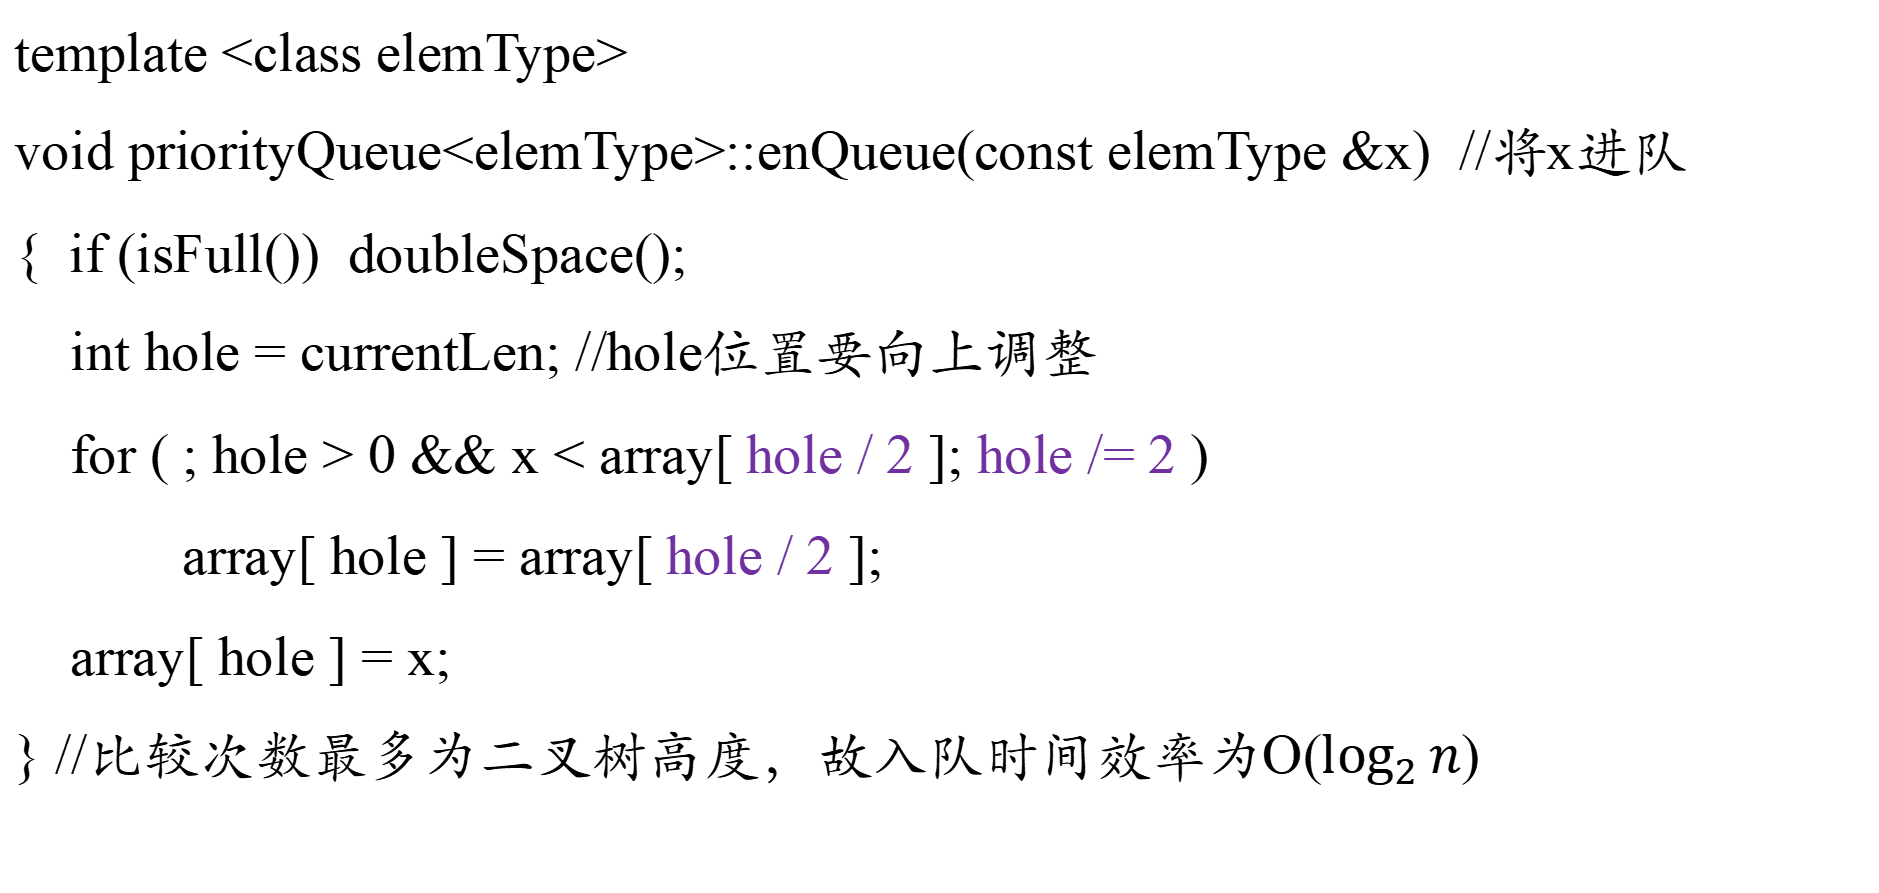 template <class elemType>
void priorityQueue<elemType>::enQueue(const elemType &x)  //将x进队
{  if (isFull())  doubleSpace();
int hole = currentLen; //hole位置要向上调整
for ( ; hole > 0 && x < array[ hole / 2 ]; hole /= 2 )
array[ hole ] = array[ hole / 2 ];
array[ hole ] = x;
} //比较次数最多为二叉树高度，故入队时间效率为O(log₂ n)